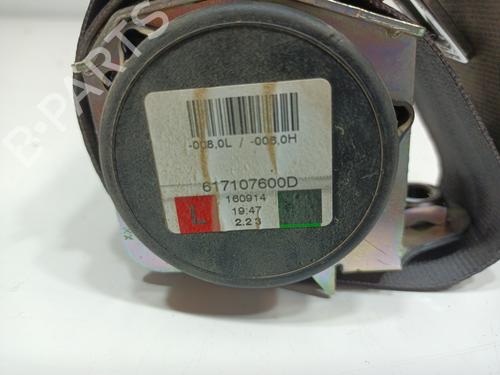 B-PARTS
-008,0L / -008,0H
617107600D
160914
L
19:47
2.2 3